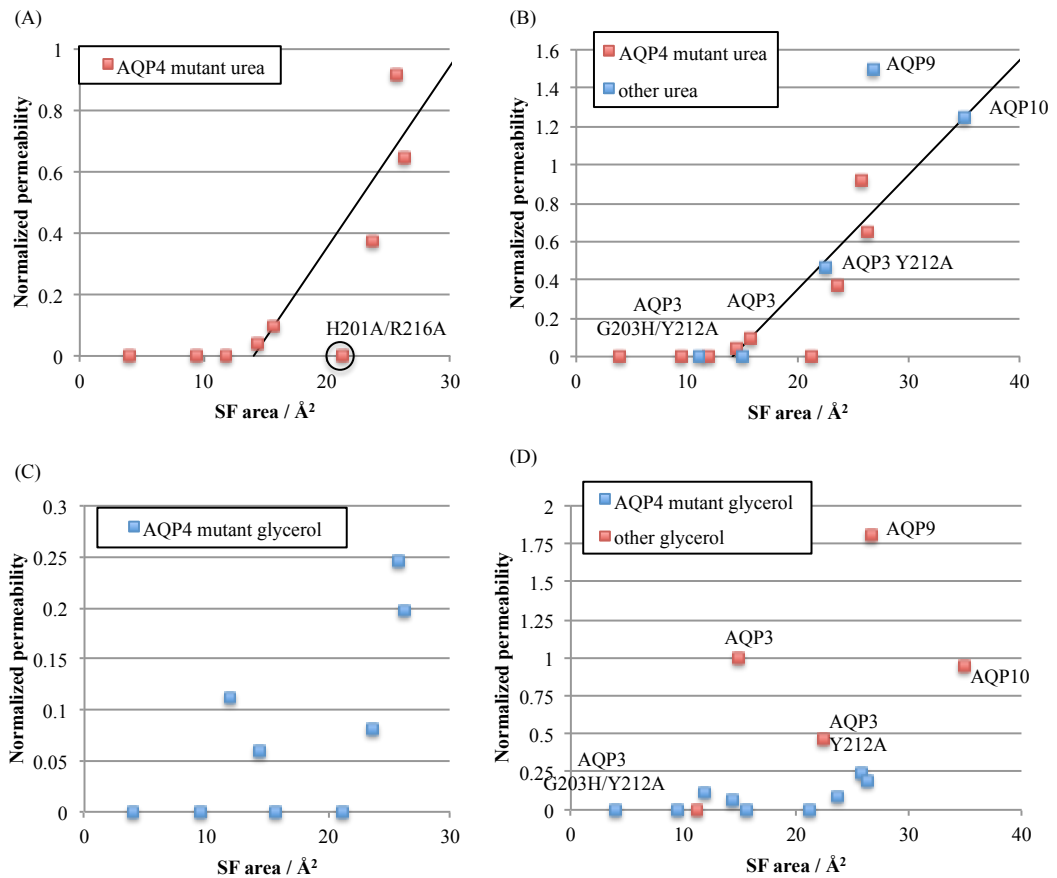 (A)
AQP4 mutant urea
Normalized permeability
1
0.8
0.6
0.4
0.2
0
H201A/R216A
0
10
20
30
SF area / Å²
(B)
AQP4 mutant urea
other urea
Normalized permeability
1.6
1.4
1.2
1
0.8
0.6
0.4
0.2
0
AQP9
AQP10
AQP3 Y212A
AQP3
G203H/Y212A
AQP3
0
10
20
30
40
SF area / Å²
(C)
AQP4 mutant glycerol
Normalized permeability
0.3
0.25
0.2
0.15
0.1
0.05
0
0
10
20
30
SF area / Å²
(D)
AQP4 mutant glycerol
other glycerol
Normalized permeability
2
1.75
1.5
1.25
1
0.75
0.5
0.25
0
AQP9
AQP3
AQP10
AQP3
Y212A
AQP3
G203H/Y212A
0
10
20
30
40
SF area / Å²